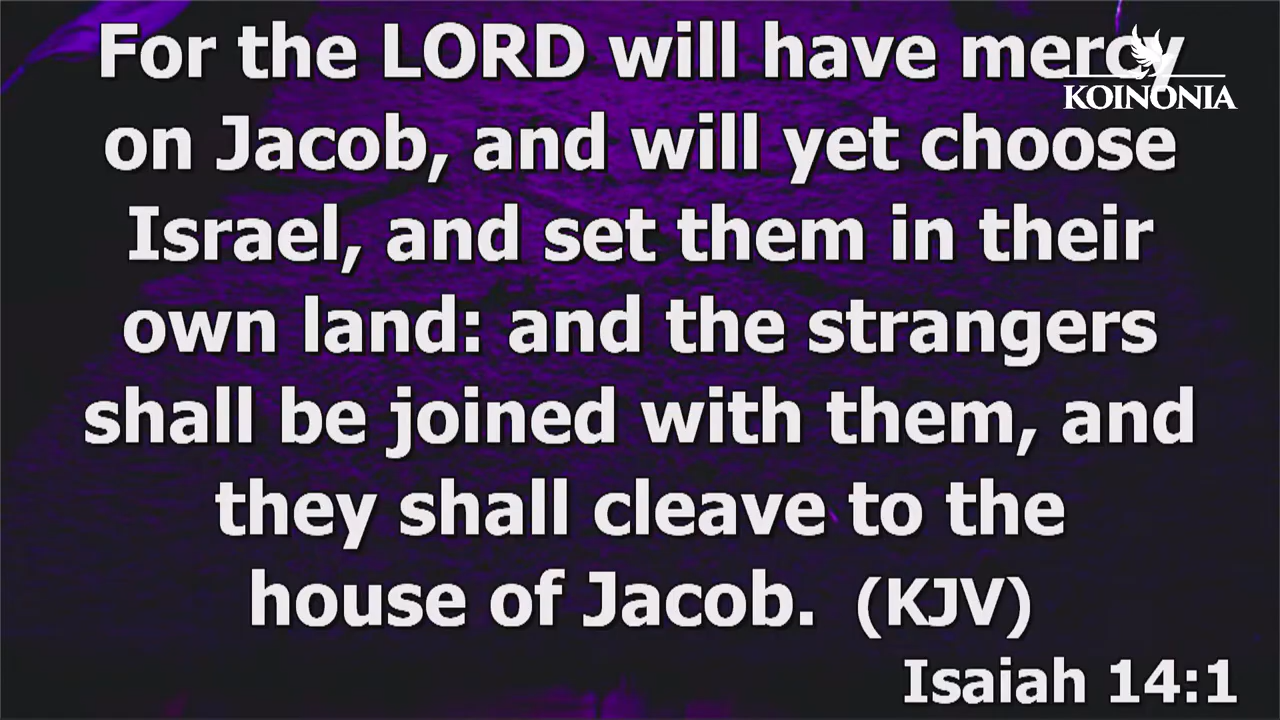 For the LORD will have mercy
KOINONIA
on Jacob, and will yet choose
Israel, and set them in their
own land: and the strangers
shall be joined with them, and
they shall cleave to the
house of Jacob. (KJV)
Isaiah 14:1